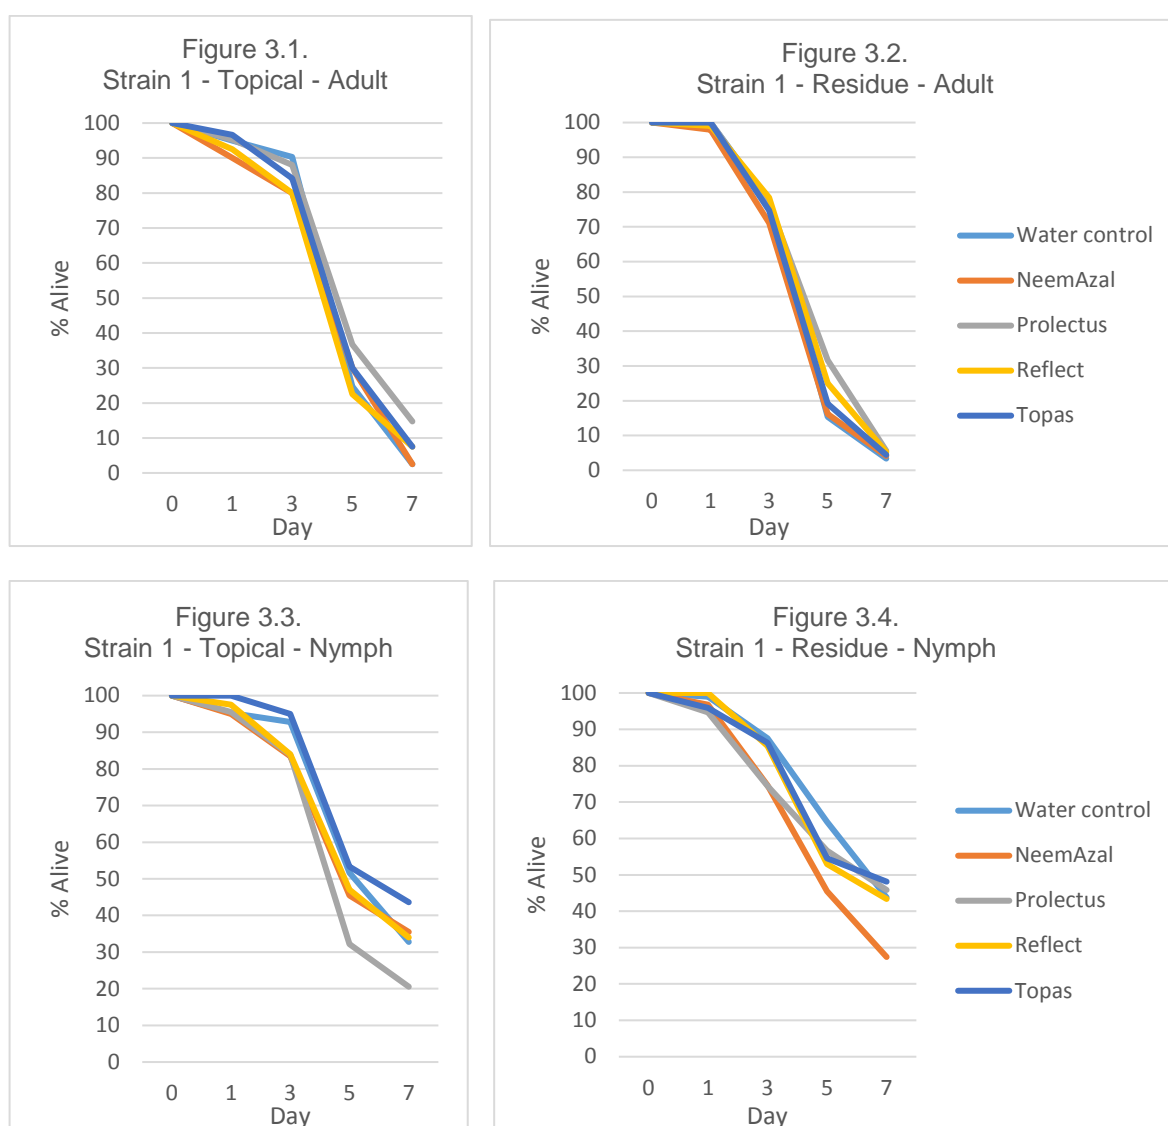 Figure 3.1.
Strain 1 - Topical - Adult
100
90
80
70
60
50
40
30
20
10
0
% Alive
0 1 3 5 7
Day
Figure 3.2.
Strain 1 - Residue - Adult
100
90
80
70
60
50
40
30
20
10
0
% Alive
0 1 3 5 7
Day
Water control
NeemAzal
Prolectus
Reflect
Topas
Figure 3.3.
Strain 1 - Topical - Nymph
100
90
80
70
60
50
40
30
20
10
0
% Alive
0 1 3 5 7
Day
Figure 3.4.
Strain 1 - Residue - Nymph
100
90
80
70
60
50
40
30
20
10
0
% Alive
0 1 3 5 7
Day
Water control
NeemAzal
Prolectus
Reflect
Topas